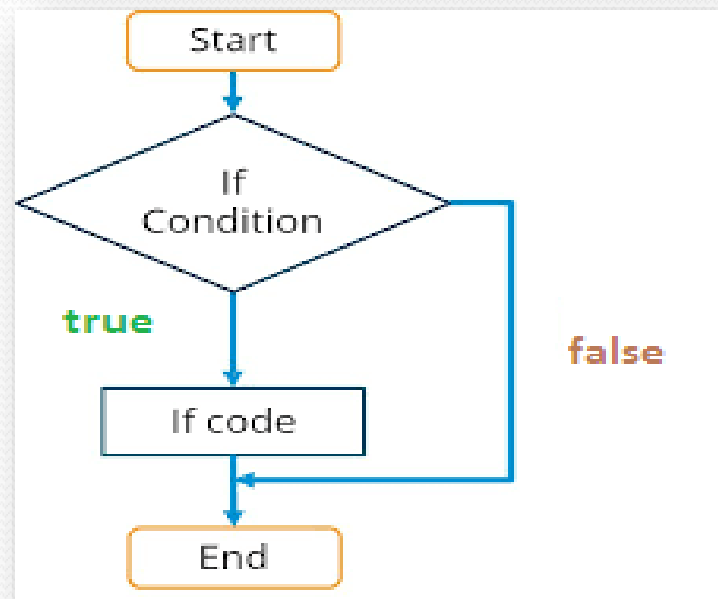 Start
If
Condition
true
false
If code
End